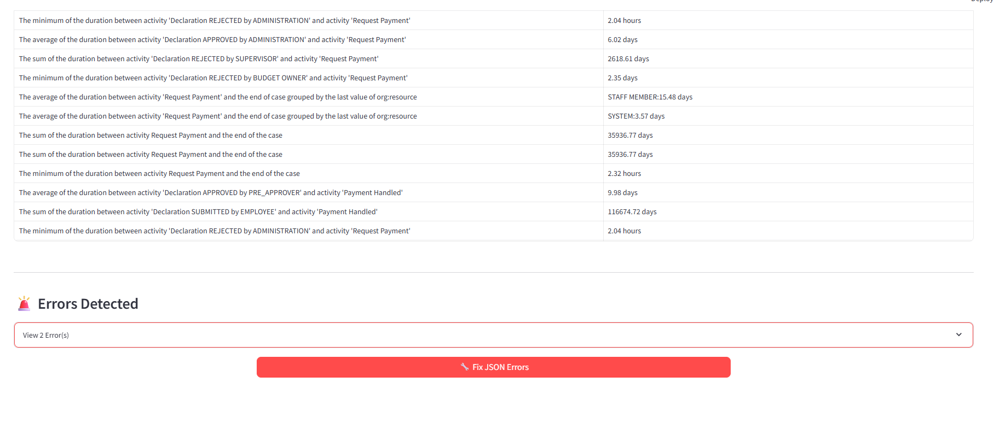 Deploy
The minimum of the duration between activity 'Declaration REJECTED by ADMINISTRATION' and activity 'Request Payment' 2.04 hours
The average of the duration between activity 'Declaration APPROVED by ADMINISTRATION' and activity 'Request Payment' 6.02 days
The sum of the duration between activity 'Declaration REJECTED by SUPERVISOR' and activity 'Request Payment' 2618.61 days
The minimum of the duration between activity 'Declaration REJECTED by BUDGET OWNER' and activity 'Request Payment' 2.35 days
The average of the duration between activity 'Request Payment' and the end of case grouped by the last value of org:resource STAFF MEMBER:15.48 days
The average of the duration between activity 'Request Payment' and the end of case grouped by the last value of org:resource SYSTEM:3.57 days
The sum of the duration between activity Request Payment and the end of the case 35936.77 days
The sum of the duration between activity Request Payment and the end of the case 35936.77 days
The minimum of the duration between activity Request Payment and the end of the case 2.32 hours
The average of the duration between activity 'Declaration APPROVED by PRE_APPROVER' and activity 'Payment Handled' 9.98 days
The sum of the duration between activity 'Declaration SUBMITTED by EMPLOYEE' and activity 'Payment Handled' 116674.72 days
The minimum of the duration between activity 'Declaration REJECTED by ADMINISTRATION' and activity 'Request Payment' 2.04 hours
Errors Detected
View 2 Error(s)
Fix JSON Errors